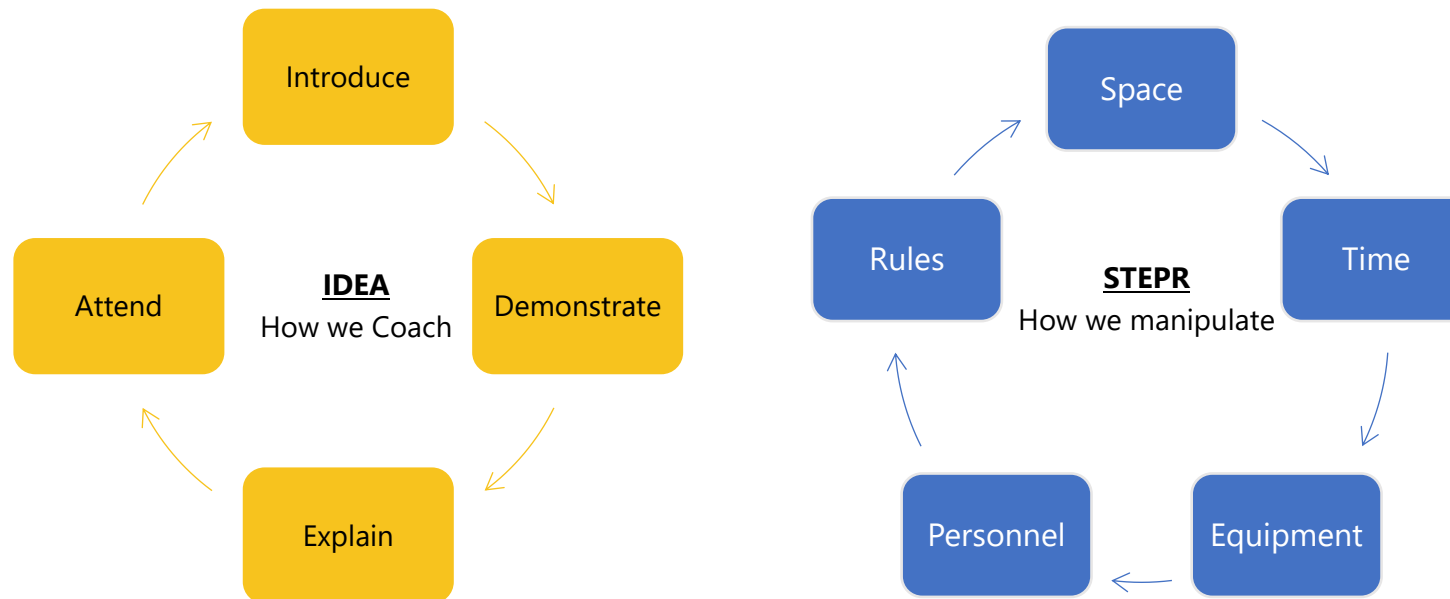 Introduce
Demonstrate
Explain
Attend
IDEA
How we Coach
Space
Time
Equipment
Personnel
Rules
STEPR
How we manipulate